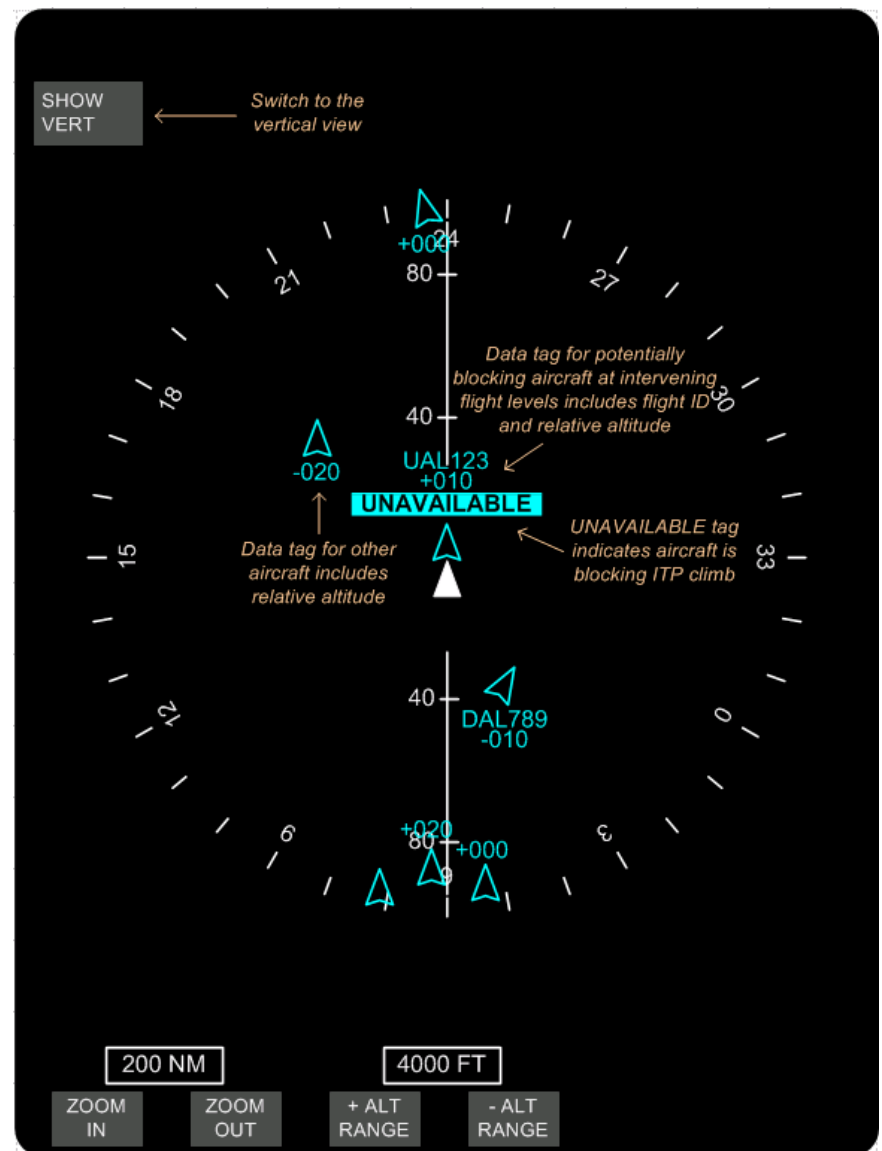 SHOW
VERT
Switch to the
vertical view
+000
24
80
21
27
Data tag for potentially
blocking aircraft at intervening
flight levels includes flight ID
and relative altitude
18
30
40
-020
UAL123
+010
UNAVAILABLE
Data tag for other
aircraft includes
relative altitude
UNAVAILABLE tag
indicates aircraft is
blocking ITP climb
15
33
40
DAL789
-010
12
0
+020
80
+000
9
3
6
200 NM
4000 FT
ZOOM
IN
ZOOM
OUT
+ ALT
RANGE
- ALT
RANGE